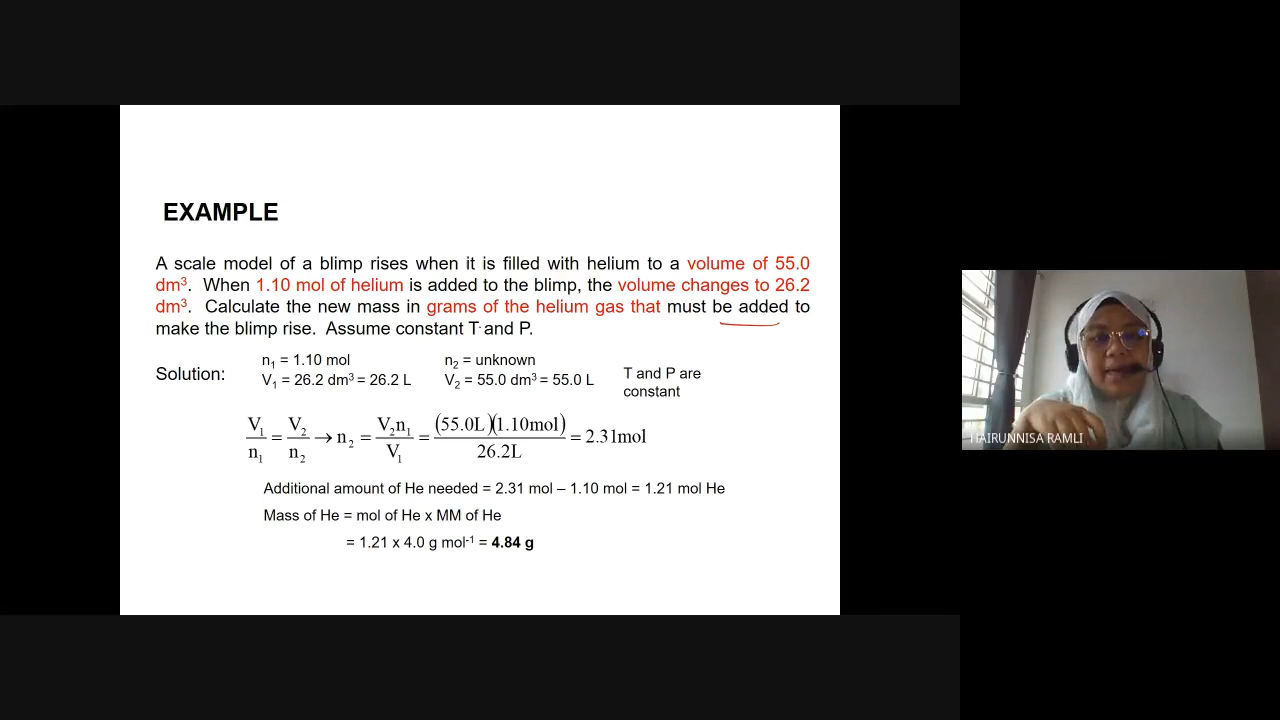 EXAMPLE
A scale model of a blimp rises when it is filled with helium to a volume of 55.0
dm³. When 1.10 mol of helium is added to the blimp, the volume changes to 26.2
dm³. Calculate the new mass in grams of the helium gas that must be added to
make the blimp rise. Assume constant T and P.
Solution:
n₁ = 1.10 mol
V₁ = 26.2 dm³ = 26.2 L
n₂ = unknown
V₂ = 55.0 dm³ = 55.0 L
T and P are
constant
V₁/n₁ = V₂/n₂ → n₂ = V₂n₁/V₁ = (55.0L)(1.10mol)/26.2L = 2.31mol
Additional amount of He needed = 2.31 mol – 1.10 mol = 1.21 mol He
Mass of He = mol of He x MM of He
= 1.21 x 4.0 g mol⁻¹ = 4.84 g
HAIRUNNISA RAMLI